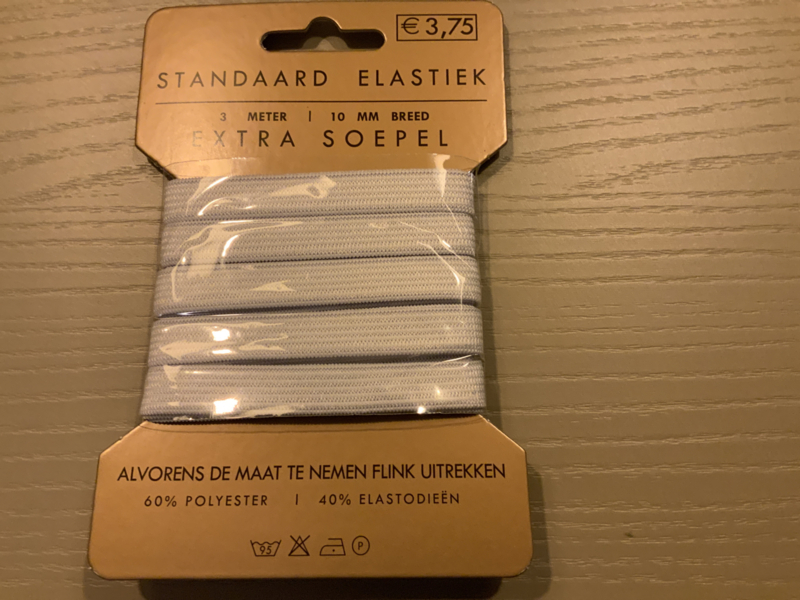 € 3,75
STANDAARD ELASTIEK
3 METER | 10 MM BREED
EXTRA SOEPEL
ALVORENS DE MAAT TE NEMEN FLINK UITREKKEN
60% POLYESTER | 40% ELASTODIEËN
95 P